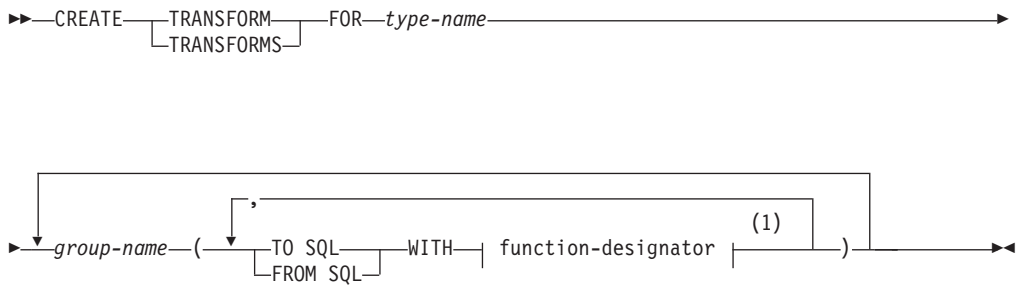 CREATE TRANSFORM FOR type-name
TRANSFORMS
,
(1)
group-name ( TO SQL WITH function-designator )
FROM SQL